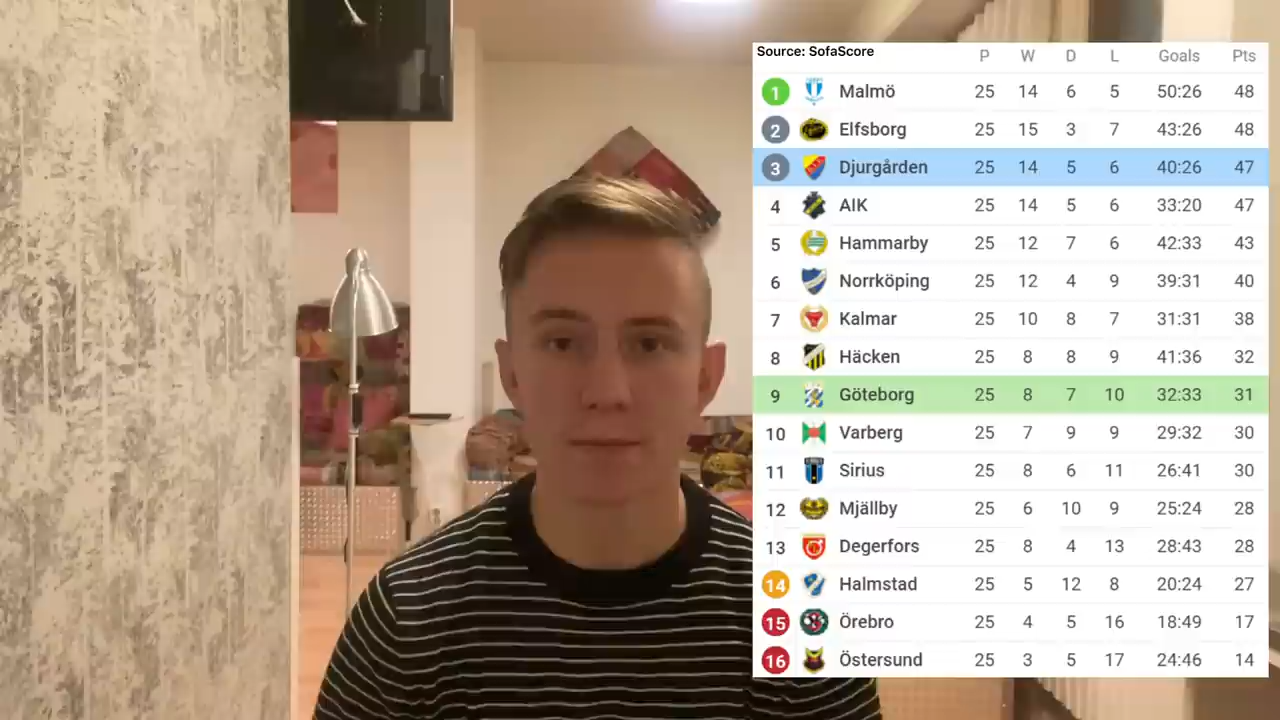 Source: SofaScore
P W D L Goals Pts
1 Malmö 25 14 6 5 50:26 48
2 Elfsborg 25 15 3 7 43:26 48
3 Djurgården 25 14 5 6 40:26 47
4 AIK 25 14 5 6 33:20 47
5 Hammarby 25 12 7 6 42:33 43
6 Norrköping 25 12 4 9 39:31 40
7 Kalmar 25 10 8 7 31:31 38
8 Häcken 25 8 8 9 41:36 32
9 Göteborg 25 8 7 10 32:33 31
10 Varberg 25 7 9 9 29:32 30
11 Sirius 25 8 6 11 26:41 30
12 Mjällby 25 6 10 9 25:24 28
13 Degerfors 25 8 4 13 28:43 28
14 Halmstad 25 5 12 8 20:24 27
15 Örebro 25 4 5 16 18:49 17
16 Östersund 25 3 5 17 24:46 14